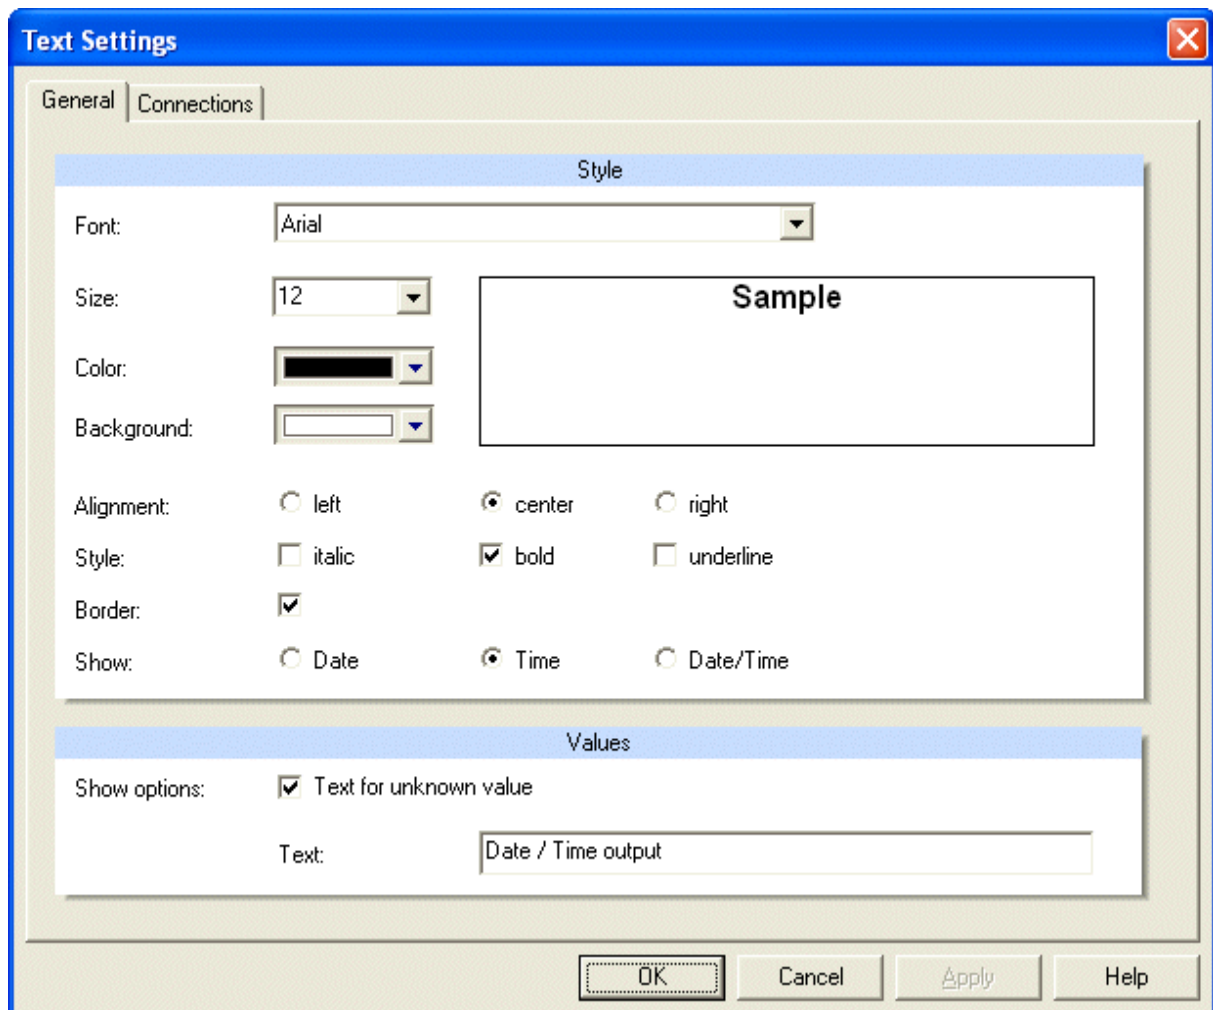 Text Settings
General Connections
Style
Font: Arial
Size: 12
Sample
Color:
Background:
Alignment: left center right
Style: italic bold underline
Border:
Show: Date Time Date/Time
Values
Show options: Text for unknown value
Text: Date / Time output
OK Cancel Apply Help